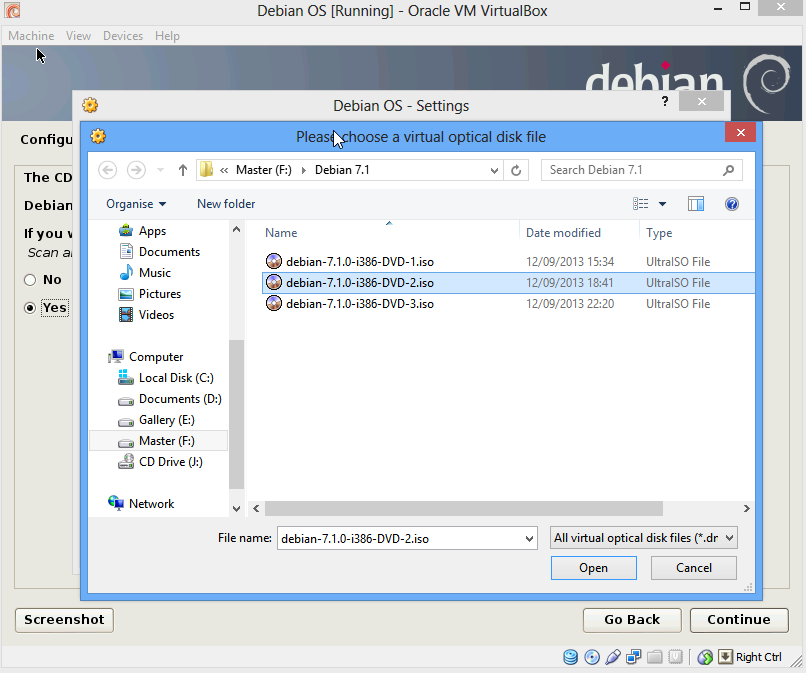 Debian OS [Running] - Oracle VM VirtualBox
Machine View Devices Help
debian
Debian OS - Settings
?
Please choose a virtual optical disk file
Configu
« Master (F:) Debian 7.1
Search Debian 7.1
The CD
Organise New folder
Debian
If you w
Scan a
No
Yes
Apps
Documents
Music
Pictures
Videos
Computer
Local Disk (C:)
Documents (D:)
Gallery (E:)
Master (F:)
CD Drive (J:)
Network
Name Date modified Type
debian-7.1.0-i386-DVD-1.iso 12/09/2013 15:34 UltraISO File
debian-7.1.0-i386-DVD-2.iso 12/09/2013 18:41 UltraISO File
debian-7.1.0-i386-DVD-3.iso 12/09/2013 22:20 UltraISO File
File name: debian-7.1.0-i386-DVD-2.iso All virtual optical disk files (*.dr
Open Cancel
Screenshot Go Back Continue
Right Ctrl